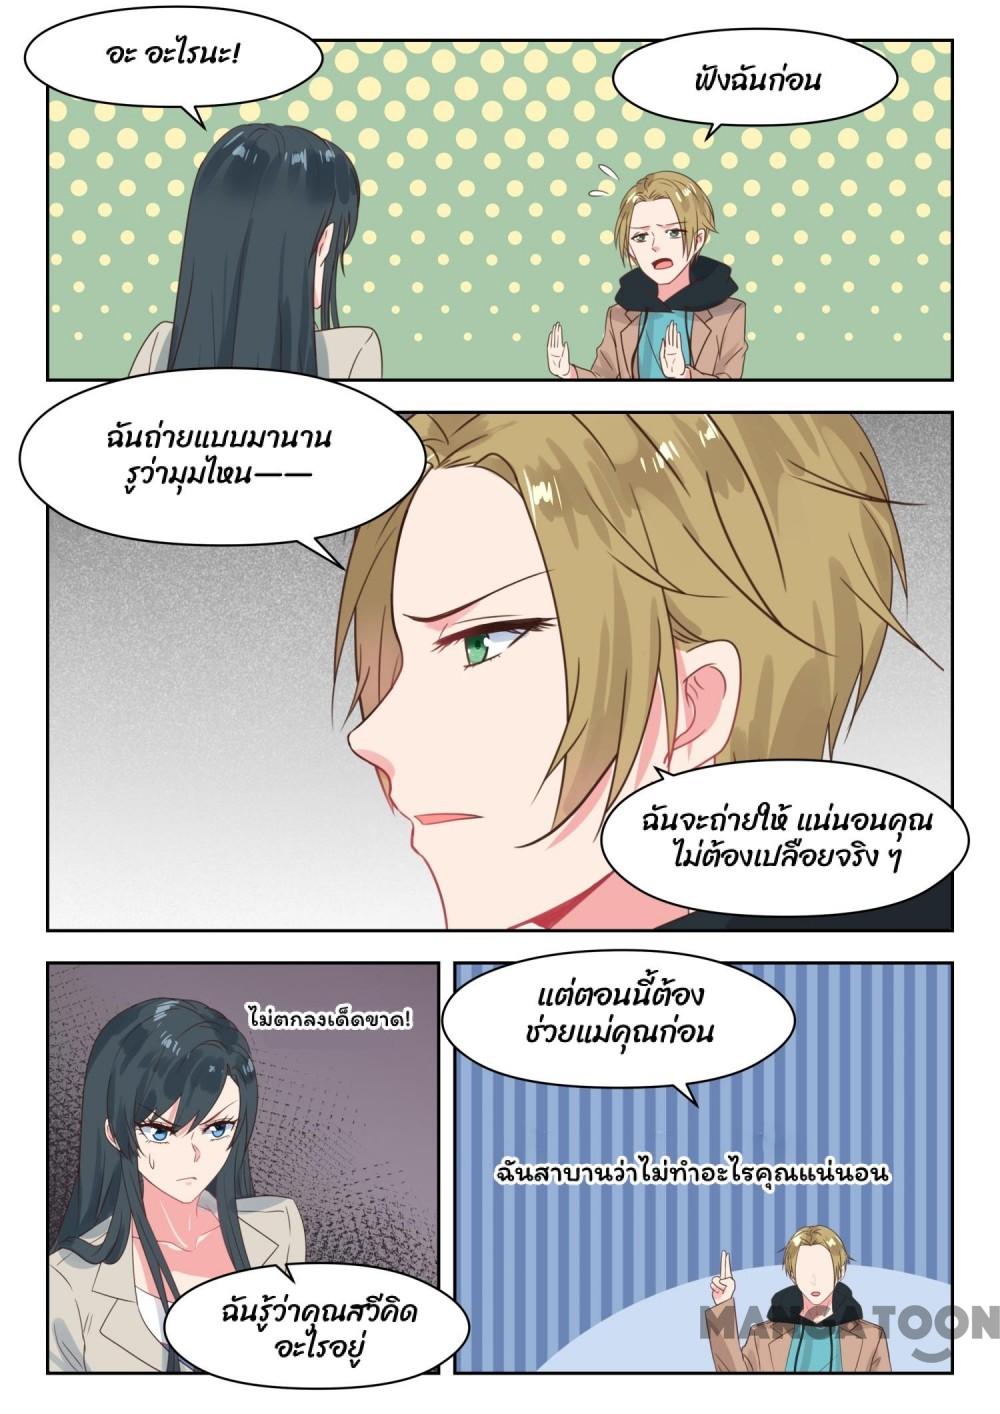 อะ อะไรนะ!
ฟังฉันก่อน
ฉันถ่ายแบบมานาน
รูว่ามุมไหน——
ฉันจะถ่ายให้ แน่นอนคุณ
ไม่ต้องเปลือยจริง ๆ
ไม่ตกลงเด็ดขาด!
ฉันรู้ว่าคุณสวีคิด
อะไรอยู่
แต่ตอนนี้ต้อง
ช่วยแม่คุณก่อน
ฉันสาบานว่าไม่ทำอะไรคุณแน่นอน
MANGATOON